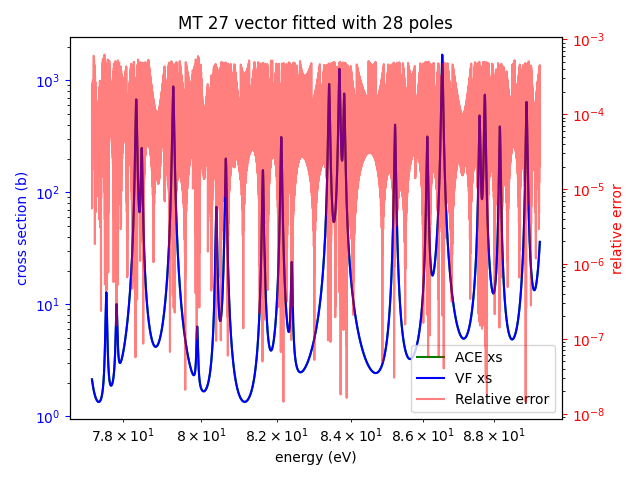 MT 27 vector fitted with 28 poles
cross section (b)
10³
10²
10¹
10⁰
10⁻³
10⁻⁴
10⁻⁵
10⁻⁶
10⁻⁷
10⁻⁸
relative error
ACE xs
VF xs
Relative error
7.8 × 10¹ 8 × 10¹ 8.2 × 10¹ 8.4 × 10¹ 8.6 × 10¹ 8.8 × 10¹
energy (eV)